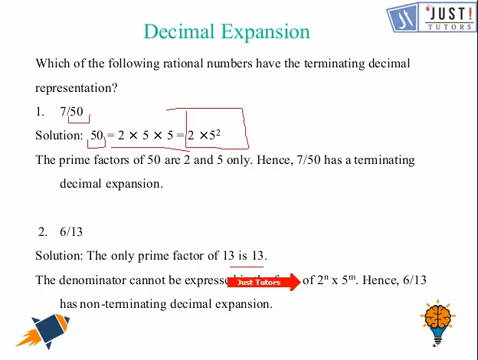 Decimal Expansion
"JUST!
TUTORS
Which of the following rational numbers have the terminating decimal
representation?
1. 7/50
Solution: 50 = 2 × 5 × 5 = 2 × 5²
The prime factors of 50 are 2 and 5 only. Hence, 7/50 has a terminating
decimal expansion.
2. 6/13
Solution: The only prime factor of 13 is 13.
The denominator cannot be expresse of 2ⁿ x 5ᵐ. Hence, 6/13
Just Tutors
has non-terminating decimal expansion.